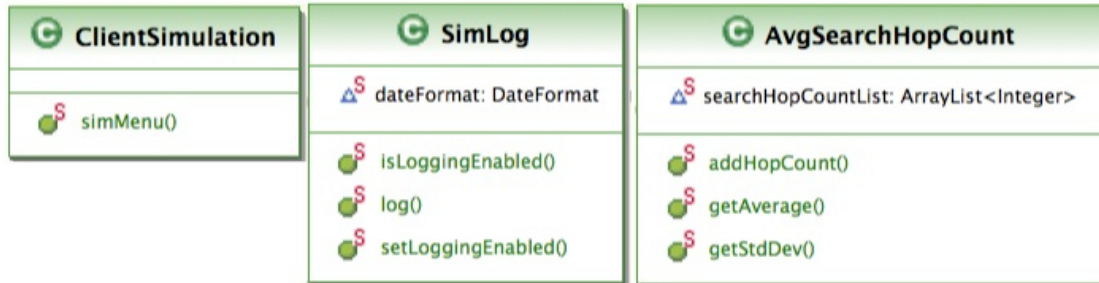 C ClientSimulation
S simMenu()
C SimLog
S dateFormat: DateFormat
S isLoggingEnabled()
S log()
S setLoggingEnabled()
C AvgSearchHopCount
S searchHopCountList: ArrayList<Integer>
S addHopCount()
S getAverage()
S getStdDev()